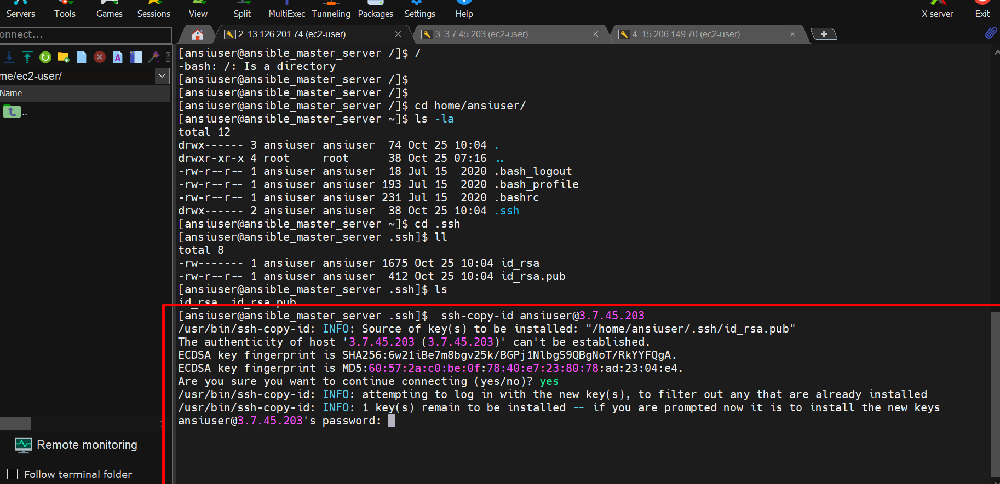 Servers Tools Games Sessions View Split MultiExec Tunneling Packages Settings Help X server Exit
onnect...
2. 13.126.201.74 (ec2-user) 3. 3.7.45.203 (ec2-user) 4. 15.206.149.70 (ec2-user)
me/ec2-user/
Name
..
[ansiuser@ansible_master_server /]$ /
-bash: /: Is a directory
[ansiuser@ansible_master_server /]$
[ansiuser@ansible_master_server /]$
[ansiuser@ansible_master_server /]$ cd home/ansiuser/
[ansiuser@ansible_master_server ~]$ ls -la
total 12
drwx------ 3 ansiuser ansiuser  74 Oct 25 10:04 .
drwxr-xr-x 4 root     root      38 Oct 25 07:16 ..
-rw-r--r-- 1 ansiuser ansiuser  18 Jul 15  2020 .bash_logout
-rw-r--r-- 1 ansiuser ansiuser 193 Jul 15  2020 .bash_profile
-rw-r--r-- 1 ansiuser ansiuser 231 Jul 15  2020 .bashrc
drwx------ 2 ansiuser ansiuser  38 Oct 25 10:04 .ssh
[ansiuser@ansible_master_server ~]$ cd .ssh
[ansiuser@ansible_master_server .ssh]$ ll
total 8
-rw------- 1 ansiuser ansiuser 1675 Oct 25 10:04 id_rsa
-rw-r--r-- 1 ansiuser ansiuser  412 Oct 25 10:04 id_rsa.pub
[ansiuser@ansible_master_server .ssh]$ ls
id_rsa  id_rsa.pub
[ansiuser@ansible_master_server .ssh]$  ssh-copy-id ansiuser@3.7.45.203
/usr/bin/ssh-copy-id: INFO: Source of key(s) to be installed: "/home/ansiuser/.ssh/id_rsa.pub"
The authenticity of host '3.7.45.203 (3.7.45.203)' can't be established.
ECDSA key fingerprint is SHA256:6w21iBe7m8bgv25k/BGPj1NlbgS9QBgNoT/RkYYFQgA.
ECDSA key fingerprint is MD5:60:57:2a:c0:be:0f:78:40:e7:23:80:78:ad:23:04:e4.
Are you sure you want to continue connecting (yes/no)? yes
/usr/bin/ssh-copy-id: INFO: attempting to log in with the new key(s), to filter out any that are already installed
/usr/bin/ssh-copy-id: INFO: 1 key(s) remain to be installed -- if you are prompted now it is to install the new keys
ansiuser@3.7.45.203's password:
Remote monitoring
Follow terminal folder